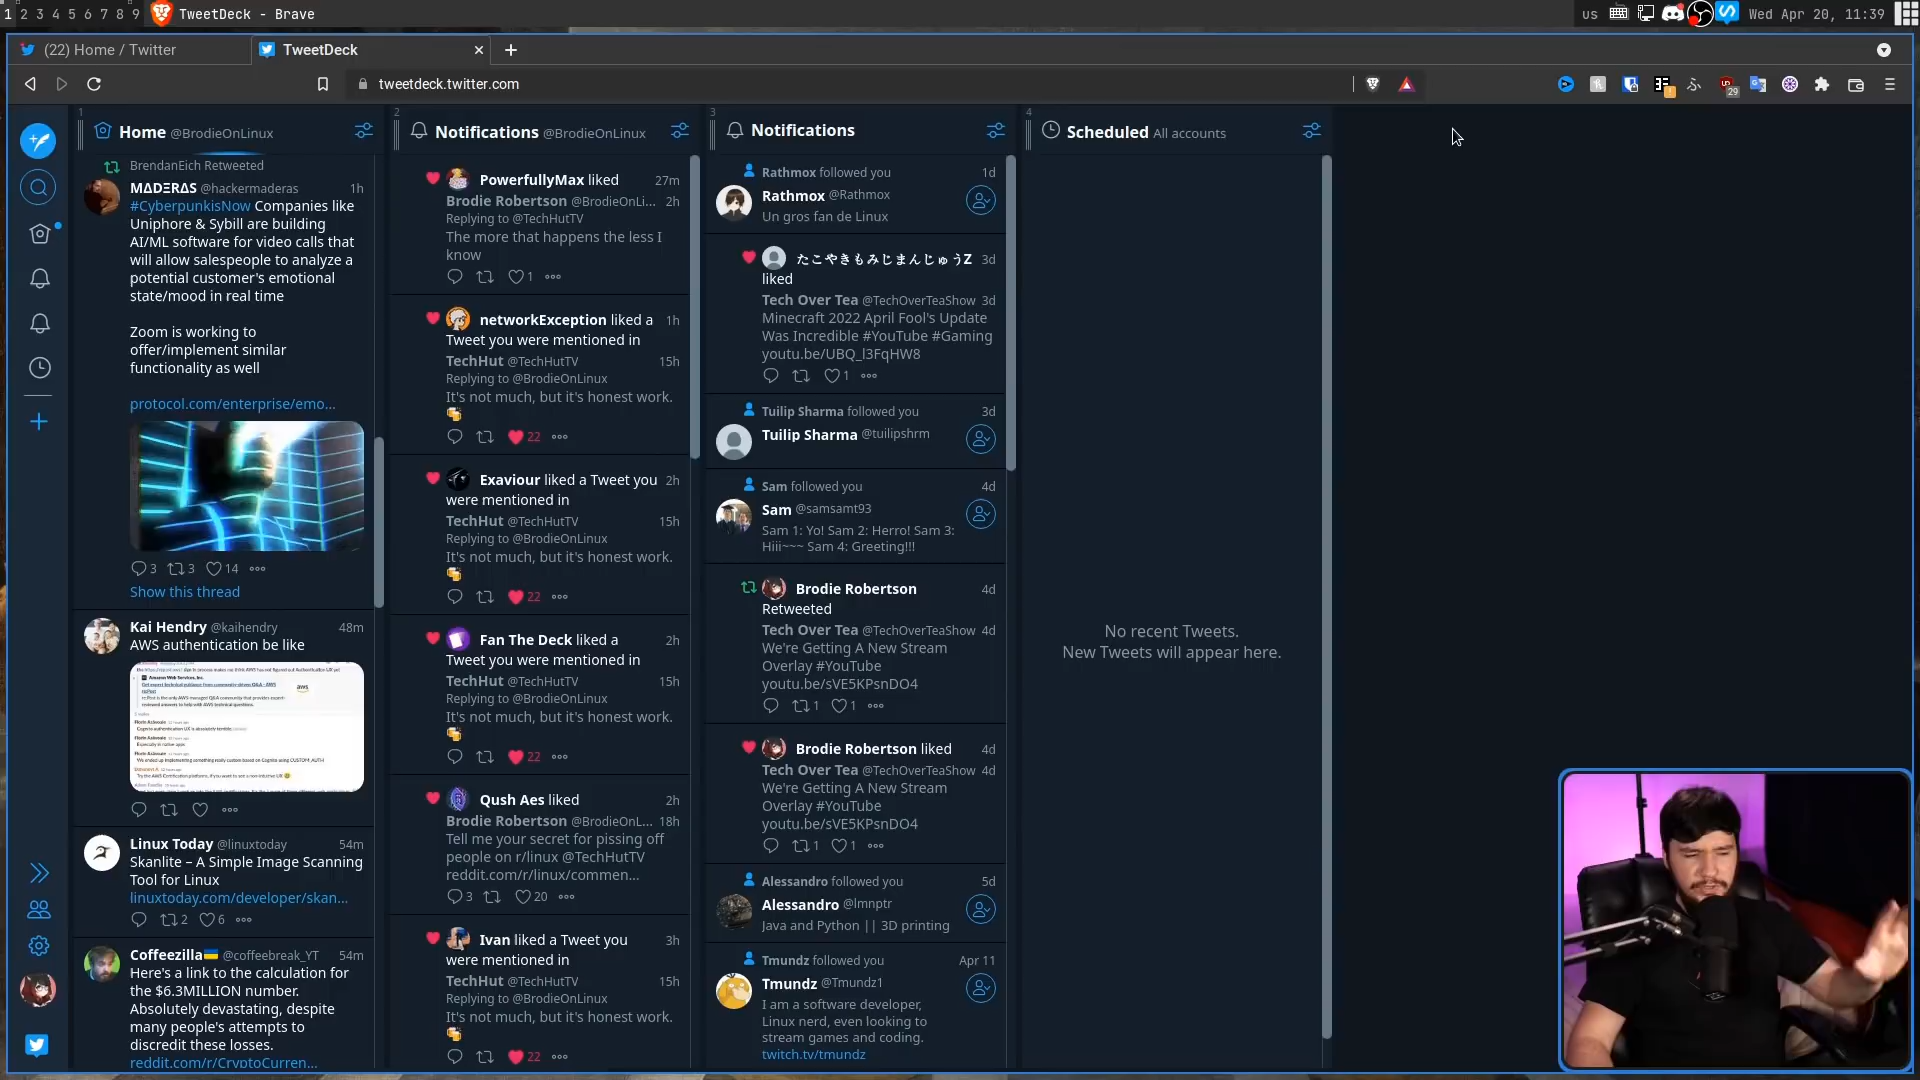 1 2 3 4 5 6 7 8 9 TweetDeck - Brave
us Wed Apr 20, 11:39
(22) Home / Twitter
TweetDeck
tweetdeck.twitter.com
29
1
Home @BrodieOnLinux
BrendanEich Retweeted
MΔDΞRΔS @hackermaderas 1h
#CyberpunkisNow Companies like
Uniphore & Sybill are building
AI/ML software for video calls that
will allow salespeople to analyze a
potential customer's emotional
state/mood in real time
Zoom is working to
offer/implement similar
functionality as well
protocol.com/enterprise/emo...
3 3 14
Show this thread
Kai Hendry @kaihendry 48m
AWS authentication be like
Linux Today @linuxtoday 54m
Skanlite – A Simple Image Scanning
Tool for Linux
linuxtoday.com/developer/skan...
2 6
Coffeezilla @coffeebreak_YT 54m
Here's a link to the calculation for
the $6.3MILLION number.
Absolutely devastating, despite
many people's attempts to
discredit these losses.
reddit.com/r/CryptoCurren...
2
Notifications @BrodieOnLinux
PowerfullyMax liked 27m
Brodie Robertson @BrodieOnLi... 2h
Replying to @TechHutTV
The more that happens the less I
know
1
networkException liked a 1h
Tweet you were mentioned in
TechHut @TechHutTV 15h
Replying to @BrodieOnLinux
It's not much, but it's honest work.
22
Exaviour liked a Tweet you 2h
were mentioned in
TechHut @TechHutTV 15h
Replying to @BrodieOnLinux
It's not much, but it's honest work.
22
Fan The Deck liked a 2h
Tweet you were mentioned in
TechHut @TechHutTV 15h
Replying to @BrodieOnLinux
It's not much, but it's honest work.
22
Qush Aes liked 2h
Brodie Robertson @BrodieOnL... 18h
Tell me your secret for pissing off
people on r/linux @TechHutTV
reddit.com/r/linux/commen...
3 20
Ivan liked a Tweet you 3h
were mentioned in
TechHut @TechHutTV 15h
Replying to @BrodieOnLinux
It's not much, but it's honest work.
22
3
Notifications
Rathmox followed you 1d
Rathmox @Rathmox
Un gros fan de Linux
たこやきもみじまんじゅうZ 3d
liked
Tech Over Tea @TechOverTeaShow 3d
Minecraft 2022 April Fool's Update
Was Incredible #YouTube #Gaming
youtu.be/UBQ_l3FqHW8
1
Tuilip Sharma followed you 3d
Tuilip Sharma @tuilipshrm
Sam followed you 4d
Sam @samsamt93
Sam 1: Yo! Sam 2: Herro! Sam 3:
Hiii~~~ Sam 4: Greeting!!!
Brodie Robertson 4d
Retweeted
Tech Over Tea @TechOverTeaShow 4d
We're Getting A New Stream
Overlay #YouTube
youtu.be/sVE5KPsnDO4
1 1
Brodie Robertson liked 4d
Tech Over Tea @TechOverTeaShow 4d
We're Getting A New Stream
Overlay #YouTube
youtu.be/sVE5KPsnDO4
1 1
Alessandro followed you 5d
Alessandro @lmnptr
Java and Python || 3D printing
Tmundz followed you Apr 11
Tmundz @Tmundz1
I am a software developer,
Linux nerd, even looking to
stream games and coding.
twitch.tv/tmundz
4
Scheduled All accounts
No recent Tweets.
New Tweets will appear here.